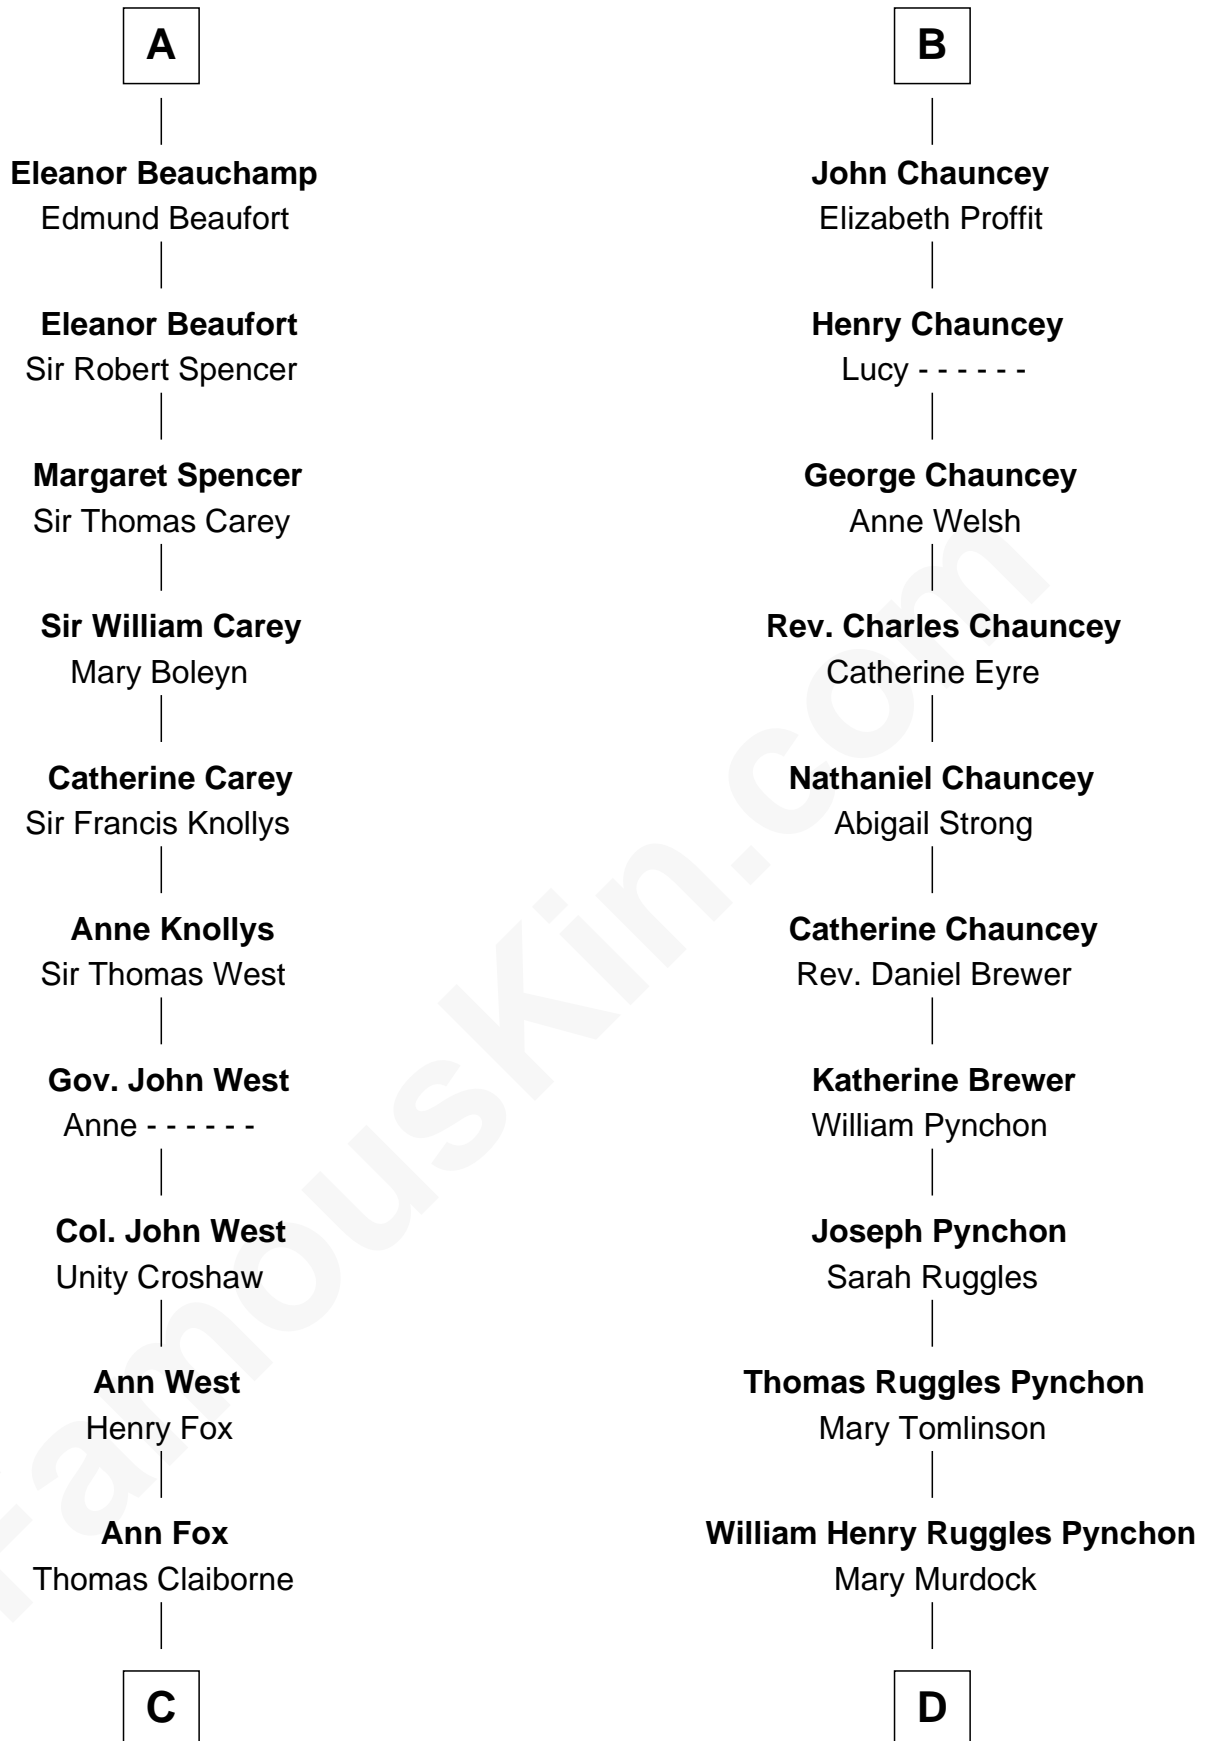 A
Eleanor Beauchamp
Edmund Beaufort
Eleanor Beaufort
Sir Robert Spencer
Margaret Spencer
Sir Thomas Carey
Sir William Carey
Mary Boleyn
Catherine Carey
Sir Francis Knollys
Anne Knollys
Sir Thomas West
Gov. John West
Anne - - - - - -
Col. John West
Unity Croshaw
Ann West
Henry Fox
Ann Fox
Thomas Claiborne
C
B
John Chauncey
Elizabeth Proffit
Henry Chauncey
Lucy - - - - - -
George Chauncey
Anne Welsh
Rev. Charles Chauncey
Catherine Eyre
Nathaniel Chauncey
Abigail Strong
Catherine Chauncey
Rev. Daniel Brewer
Katherine Brewer
William Pynchon
Joseph Pynchon
Sarah Ruggles
Thomas Ruggles Pynchon
Mary Tomlinson
William Henry Ruggles Pynchon
Mary Murdock
D
FamousKin.com